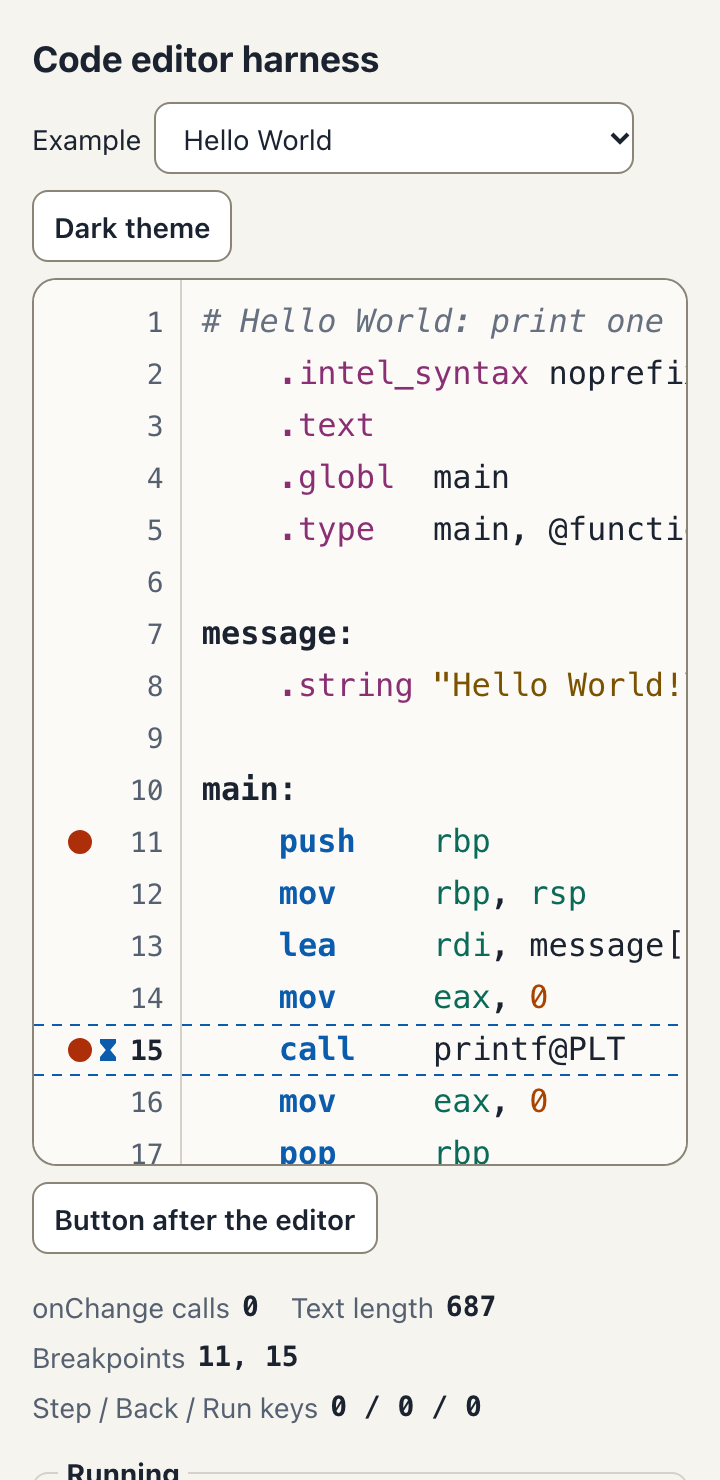 Code editor harness
Example Hello World
Dark theme
1 # Hello World: print one
2 .intel_syntax noprefi
3 .text
4 .globl main
5 .type main, @functi
6
7 message:
8 .string "Hello World!
9
10 main:
11 push rbp
12 mov rbp, rsp
13 lea rdi, message[
14 mov eax, 0
15 call printf@PLT
16 mov eax, 0
17 pop rbp
Button after the editor
onChange calls 0 Text length 687
Breakpoints 11, 15
Step / Back / Run keys 0 / 0 / 0
Running